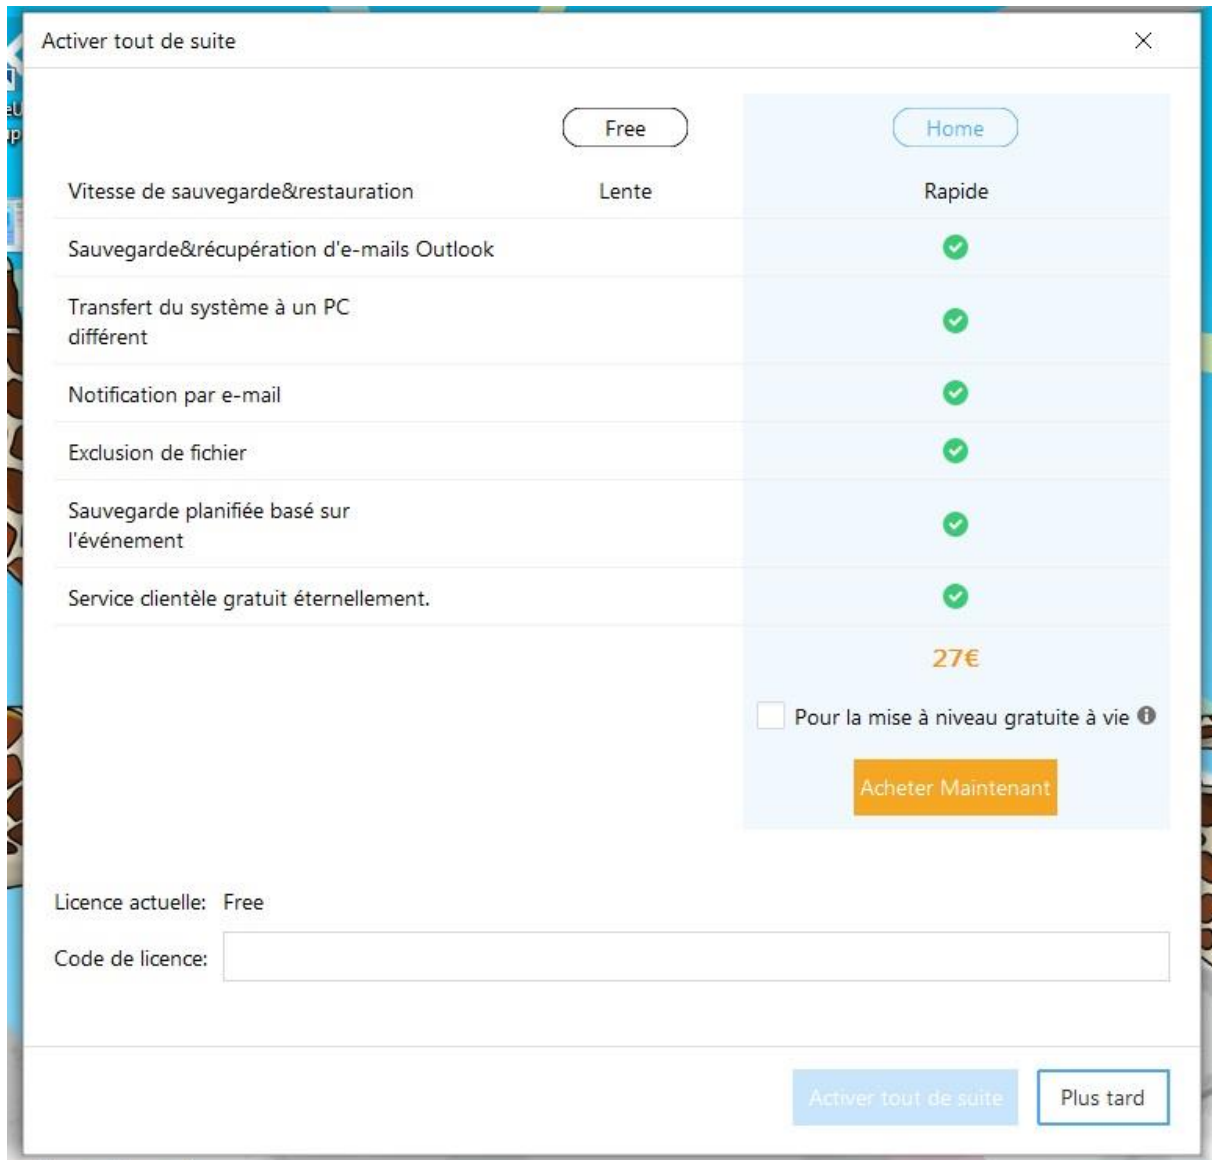 Activer tout de suite
Free
Home
Vitesse de sauvegarde&restauration
Lente
Rapide
Sauvegarde&récupération d'e-mails Outlook
Transfert du système à un PC
différent
Notification par e-mail
Exclusion de fichier
Sauvegarde planifiée basé sur
l'événement
Service clientèle gratuit éternellement.
27€
Pour la mise à niveau gratuite à vie
Acheter Maintenant
Licence actuelle: Free
Code de licence:
Activer tout de suite
Plus tard